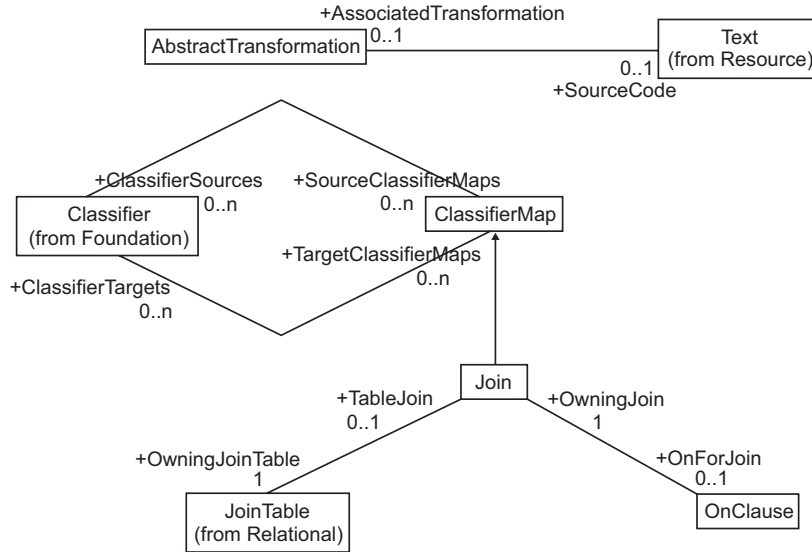 +AssociatedTransformation
AbstractTransformation
0..1
Text
(from Resource)
0..1
+SourceCode
+ClassifierSources
0..n
+SourceClassifierMaps
0..n
Classifier
(from Foundation)
ClassifierMap
+TargetClassifierMaps
0..n
+ClassifierTargets
0..n
Join
+TableJoin
0..1
+OwningJoin
1
+OwningJoinTable
1
+OnForJoin
0..1
JoinTable
(from Relational)
OnClause